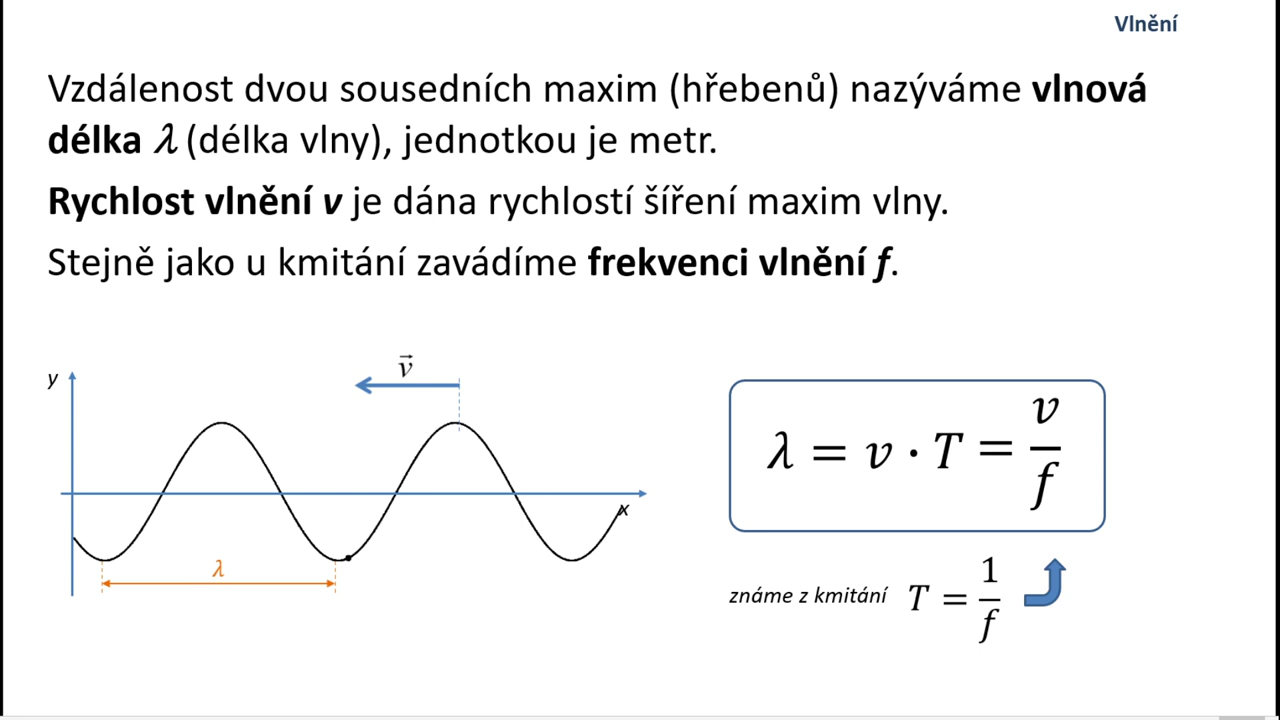 Vlnění
Vzdálenost dvou sousedních maxim (hřebenů) nazýváme vlnová
délka λ (délka vlny), jednotkou je metr.
Rychlost vlnění v je dána rychlostí šíření maxim vlny.
Stejně jako u kmitání zavádíme frekvenci vlnění f.
y
v⃗
x
λ
λ = v · T = v/f
známe z kmitání T = 1/f